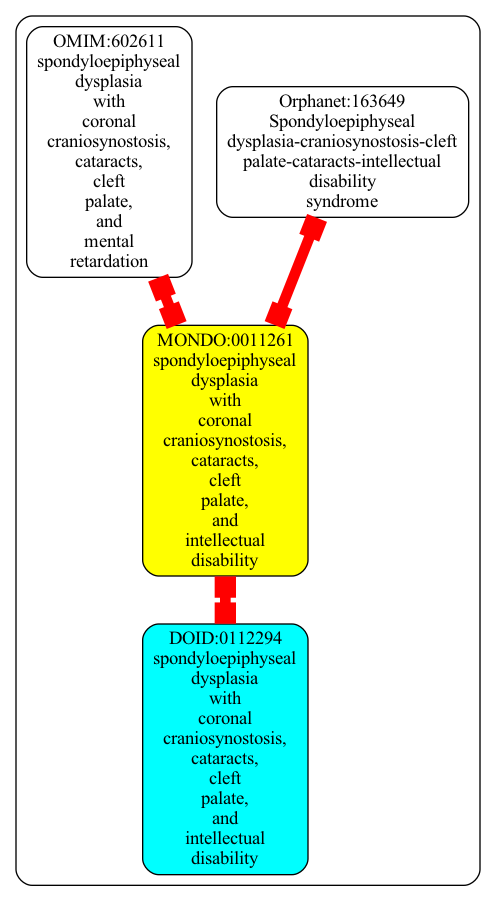 OMIM:602611
spondyloepiphyseal
dysplasia
with
coronal
craniosynostosis,
cataracts,
cleft
palate,
and
mental
retardation
Orphanet:163649
Spondyloepiphyseal
dysplasia-craniosynostosis-cleft
palate-cataracts-intellectual
disability
syndrome
MONDO:0011261
spondyloepiphyseal
dysplasia
with
coronal
craniosynostosis,
cataracts,
cleft
palate,
and
intellectual
disability
DOID:0112294
spondyloepiphyseal
dysplasia
with
coronal
craniosynostosis,
cataracts,
cleft
palate,
and
intellectual
disability